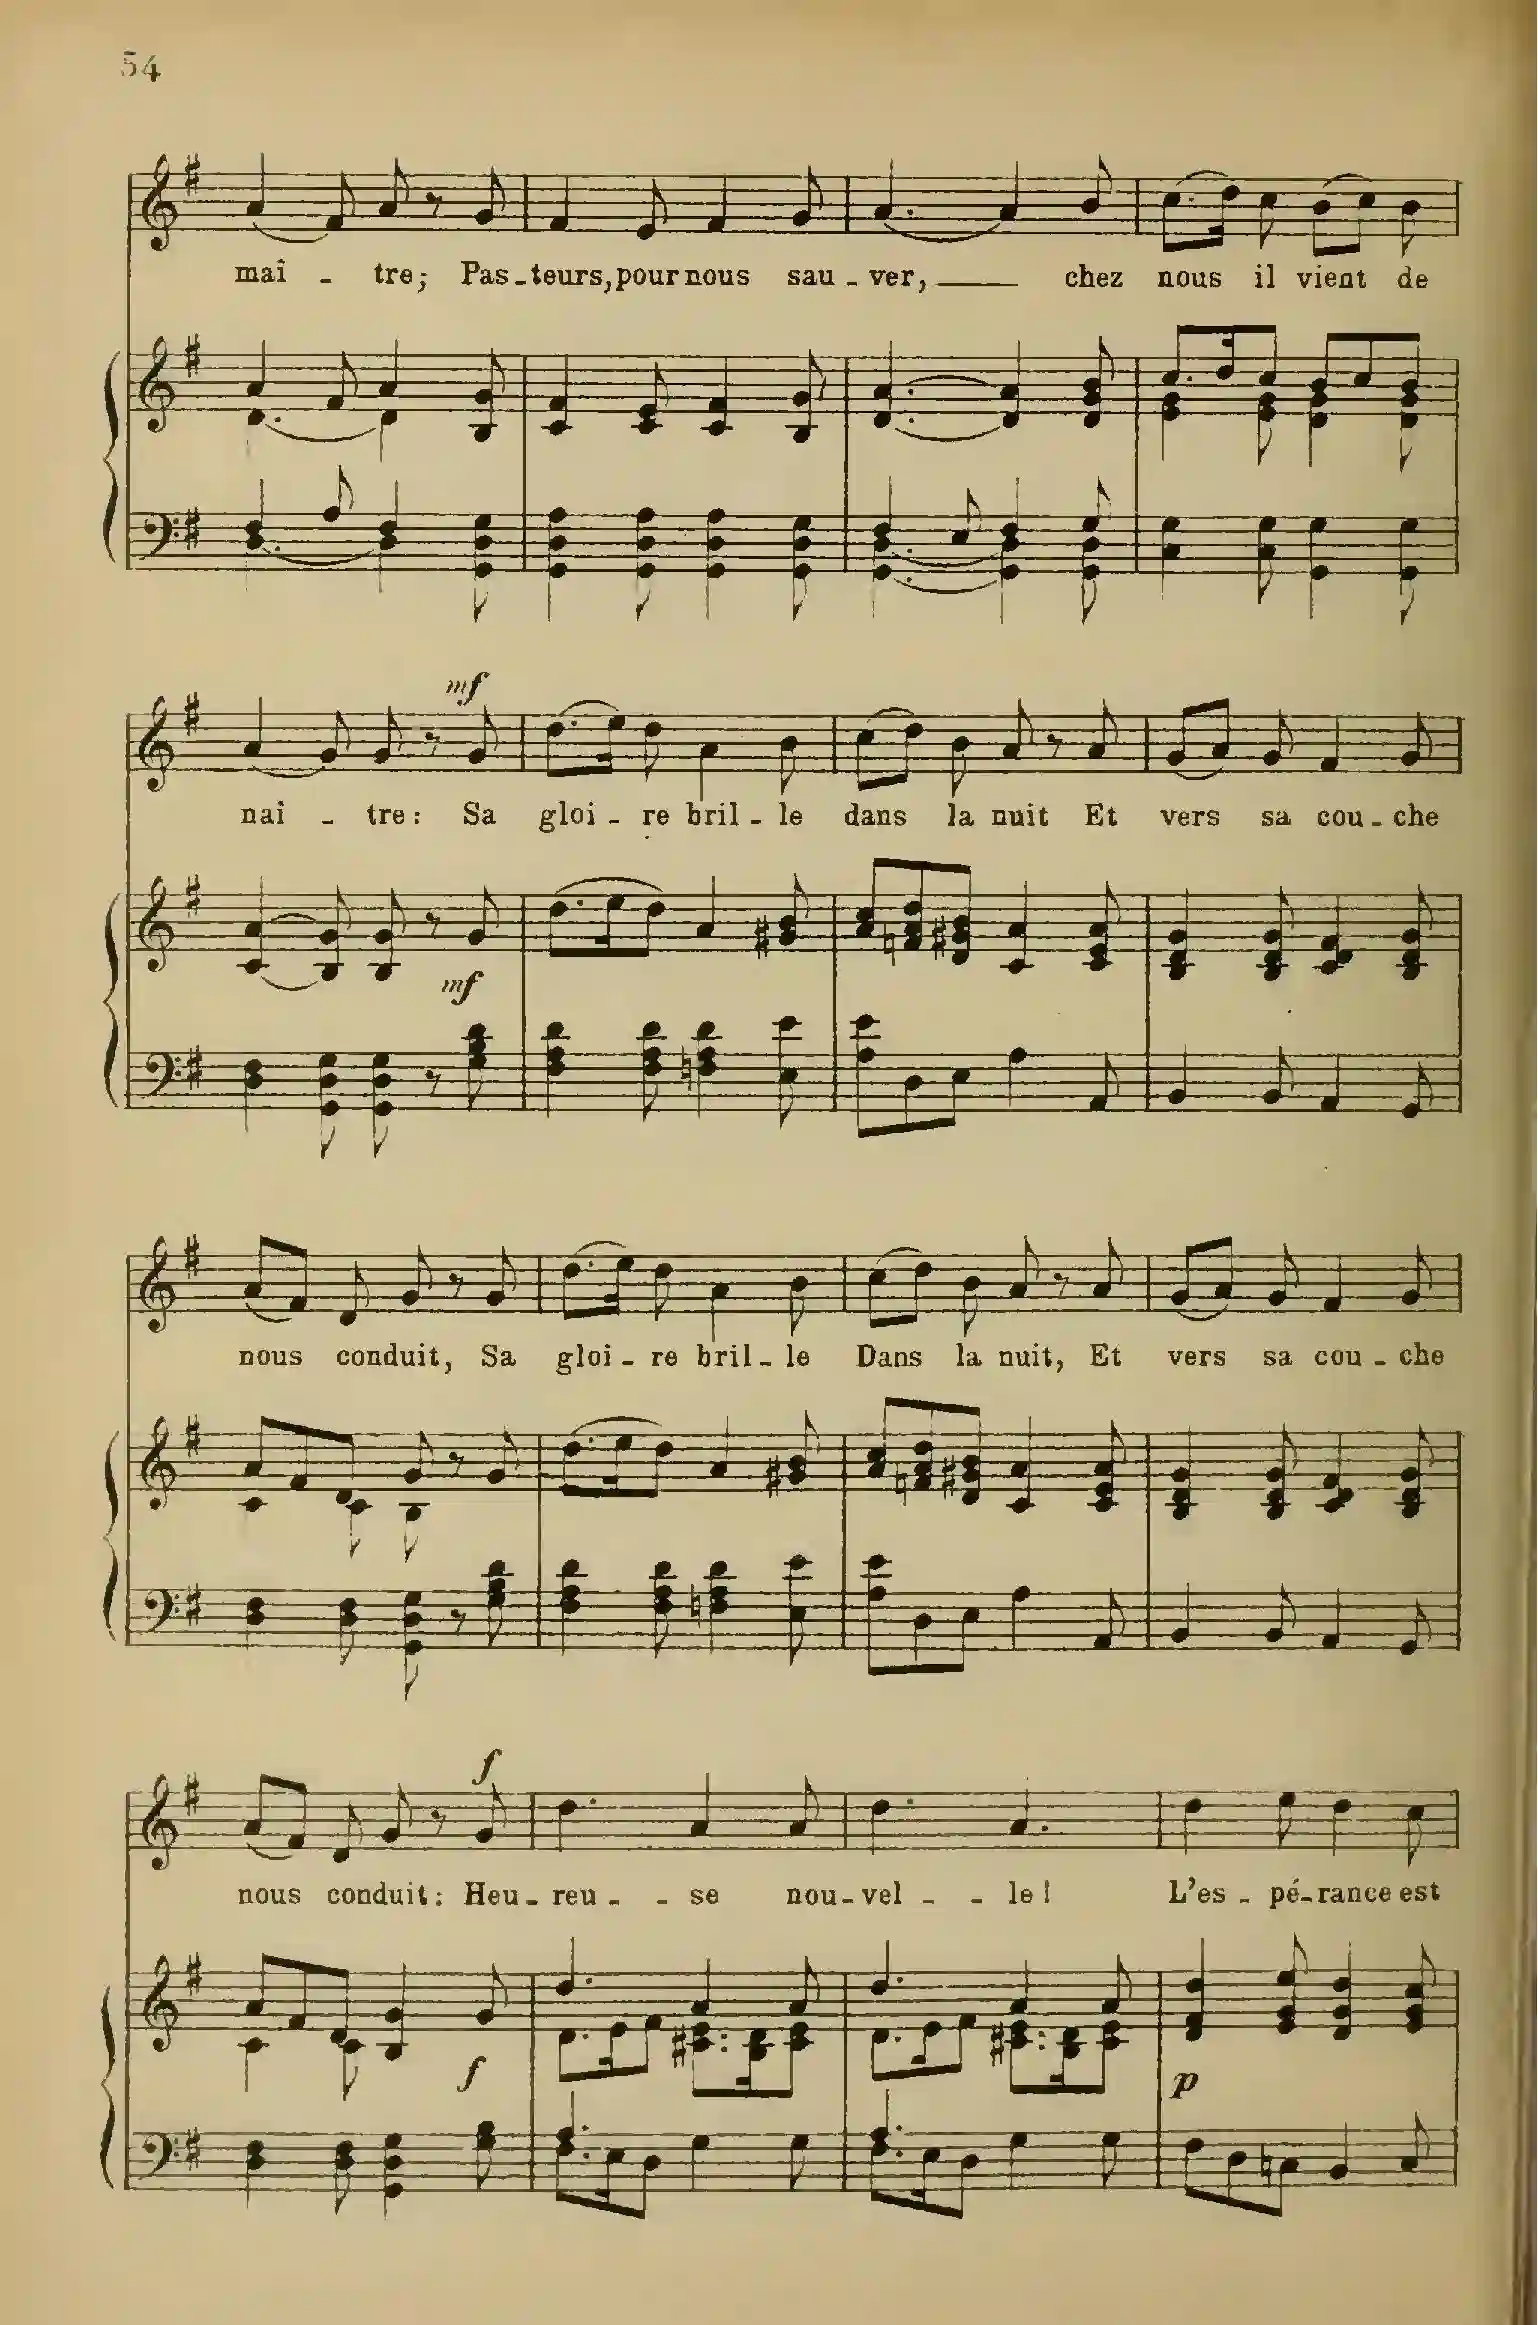 54
maî - tre; Pas-teurs, pour nous sau - ver, chez nous il vient de
mf
naî - tre: Sa gloi - re bril - le dans la nuit Et vers sa cou - che
mf
nous conduit, Sa gloi - re bril - le Dans la nuit, Et vers sa cou - che
f
nous conduit: Heu - reu - - se nou - vel - - le! L'es - pé-rance est
f p